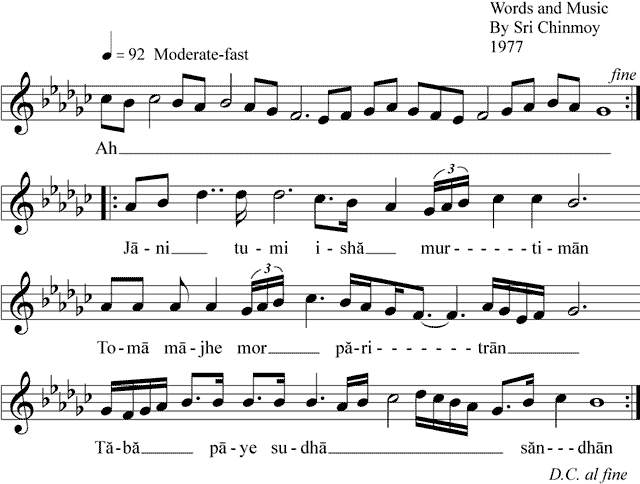 Words and Music
By Sri Chinmoy
1977
♩ = 92 Moderate-fast
fine
Ah
3
Jā - ni tu - mi i - shă mur - - - - - - ti - mān
3
To - mā mā - jhe mor pă - ri - - - - - - - - trān
Tă - bă pā - ye su - dhā săn - - - dhān
D.C. al fine